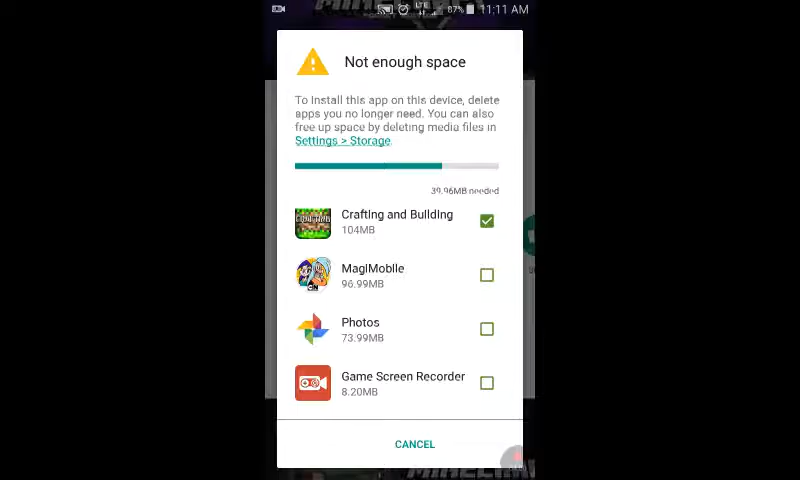 LTE 87% 11:11 AM
Not enough space
To install this app on this device, delete
apps you no longer need. You can also
free up space by deleting media files in
Settings > Storage.
39.96MB needed
Crafting and Building
104MB
MagiMobile
96.99MB
Photos
73.99MB
Game Screen Recorder
8.20MB
CANCEL